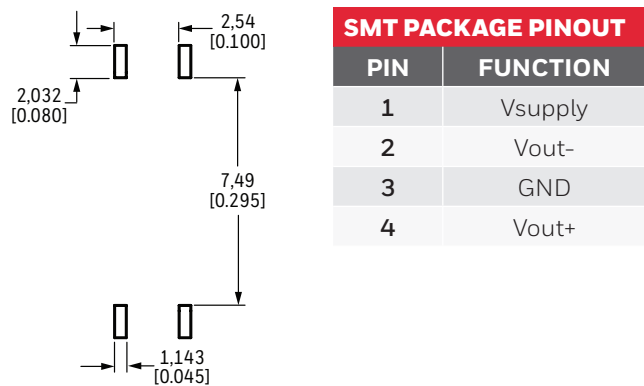 2,54
[0.100]
2,032
[0.080]
7,49
[0.295]
1,143
[0.045]
SMT PACKAGE PINOUT
PIN FUNCTION
1 Vsupply
2 Vout-
3 GND
4 Vout+